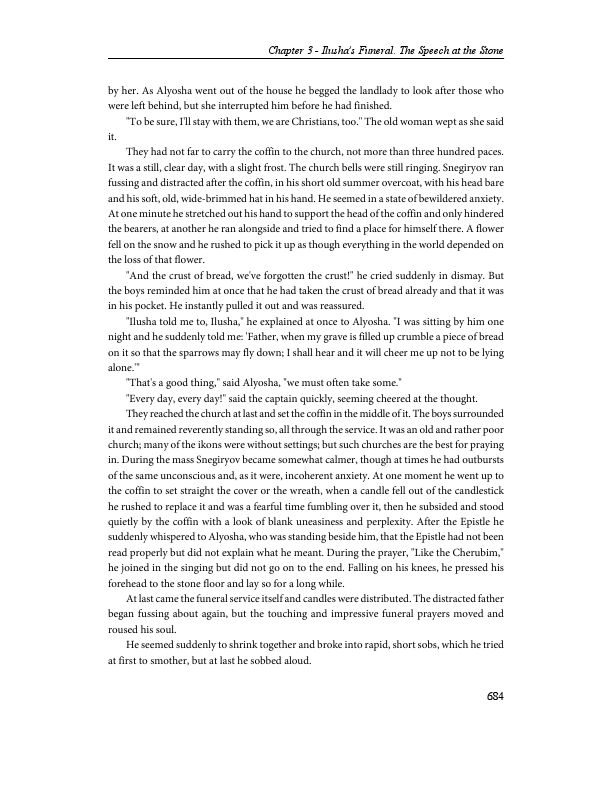 Chapter 3 - Ilusha's Funeral. The Speech at the Stone
by her. As Alyosha went out of the house he begged the landlady to look after those who
were left behind, but she interrupted him before he had finished.
"To be sure, I'll stay with them, we are Christians, too." The old woman wept as she said
it.
They had not far to carry the coffin to the church, not more than three hundred paces.
It was a still, clear day, with a slight frost. The church bells were still ringing. Snegiryov ran
fussing and distracted after the coffin, in his short old summer overcoat, with his head bare
and his soft, old, wide-brimmed hat in his hand. He seemed in a state of bewildered anxiety.
At one minute he stretched out his hand to support the head of the coffin and only hindered
the bearers, at another he ran alongside and tried to find a place for himself there. A flower
fell on the snow and he rushed to pick it up as though everything in the world depended on
the loss of that flower.
"And the crust of bread, we've forgotten the crust!" he cried suddenly in dismay. But
the boys reminded him at once that he had taken the crust of bread already and that it was
in his pocket. He instantly pulled it out and was reassured.
"Ilusha told me to, Ilusha," he explained at once to Alyosha. "I was sitting by him one
night and he suddenly told me: 'Father, when my grave is filled up crumble a piece of bread
on it so that the sparrows may fly down; I shall hear and it will cheer me up not to be lying
alone.'"
"That's a good thing," said Alyosha, "we must often take some."
"Every day, every day!" said the captain quickly, seeming cheered at the thought.
They reached the church at last and set the coffin in the middle of it. The boys surrounded
it and remained reverently standing so, all through the service. It was an old and rather poor
church; many of the ikons were without settings; but such churches are the best for praying
in. During the mass Snegiryov became somewhat calmer, though at times he had outbursts
of the same unconscious and, as it were, incoherent anxiety. At one moment he went up to
the coffin to set straight the cover or the wreath, when a candle fell out of the candlestick
he rushed to replace it and was a fearful time fumbling over it, then he subsided and stood
quietly by the coffin with a look of blank uneasiness and perplexity. After the Epistle he
suddenly whispered to Alyosha, who was standing beside him, that the Epistle had not been
read properly but did not explain what he meant. During the prayer, "Like the Cherubim,"
he joined in the singing but did not go on to the end. Falling on his knees, he pressed his
forehead to the stone floor and lay so for a long while.
At last came the funeral service itself and candles were distributed. The distracted father
began fussing about again, but the touching and impressive funeral prayers moved and
roused his soul.
He seemed suddenly to shrink together and broke into rapid, short sobs, which he tried
at first to smother, but at last he sobbed aloud.
684